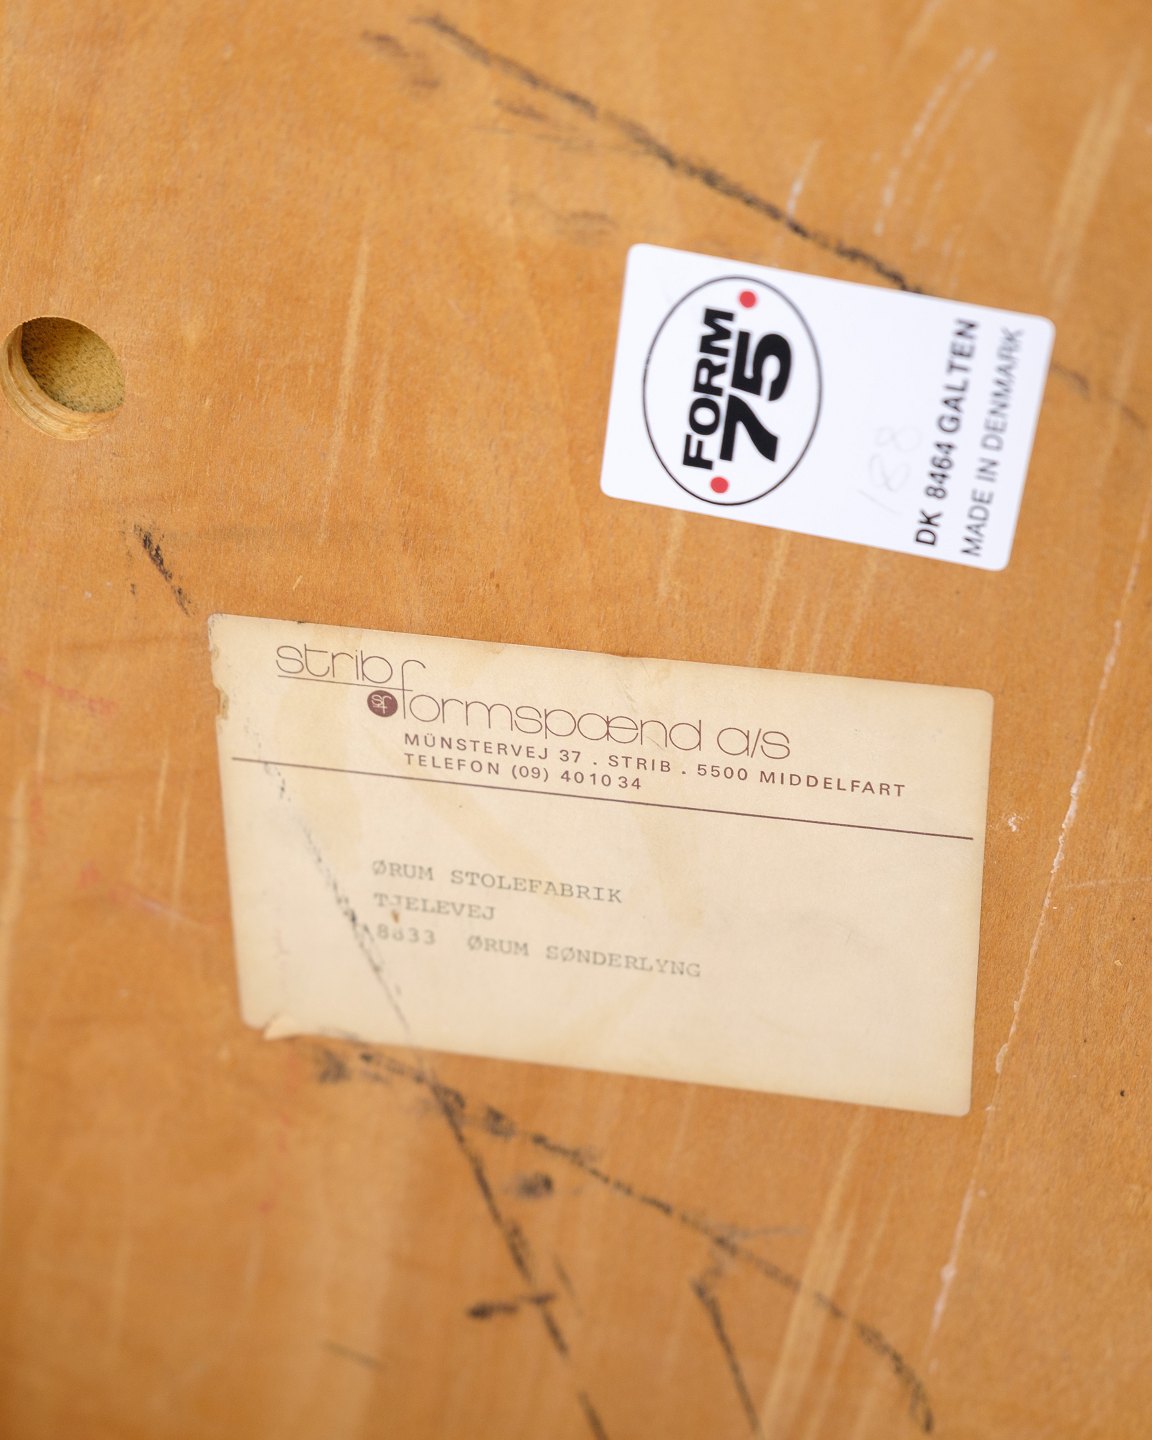 FORM
75
188
DK 8464 GALTEN
MADE IN DENMARK
strib
sf
formspænd a/s
MÜNSTERVEJ 37 . STRIB . 5500 MIDDELFART
TELEFON (09) 401034
ØRUM STOLEFABRIK
TJELEVEJ
8833 ØRUM SØNDERLYNG